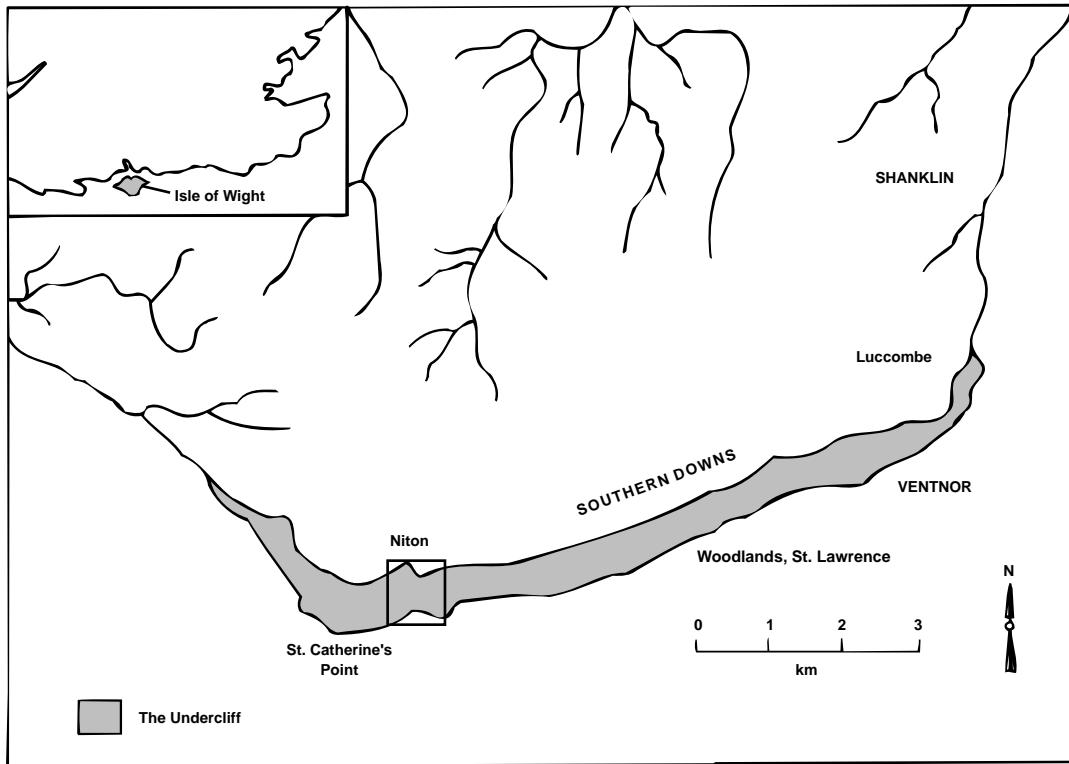 Isle of Wight
SHANKLIN
Luccombe
SOUTHERN DOWNS
VENTNOR
Niton
Woodlands, St. Lawrence
N
0 1 2 3
km
St. Catherine's
Point
The Undercliff